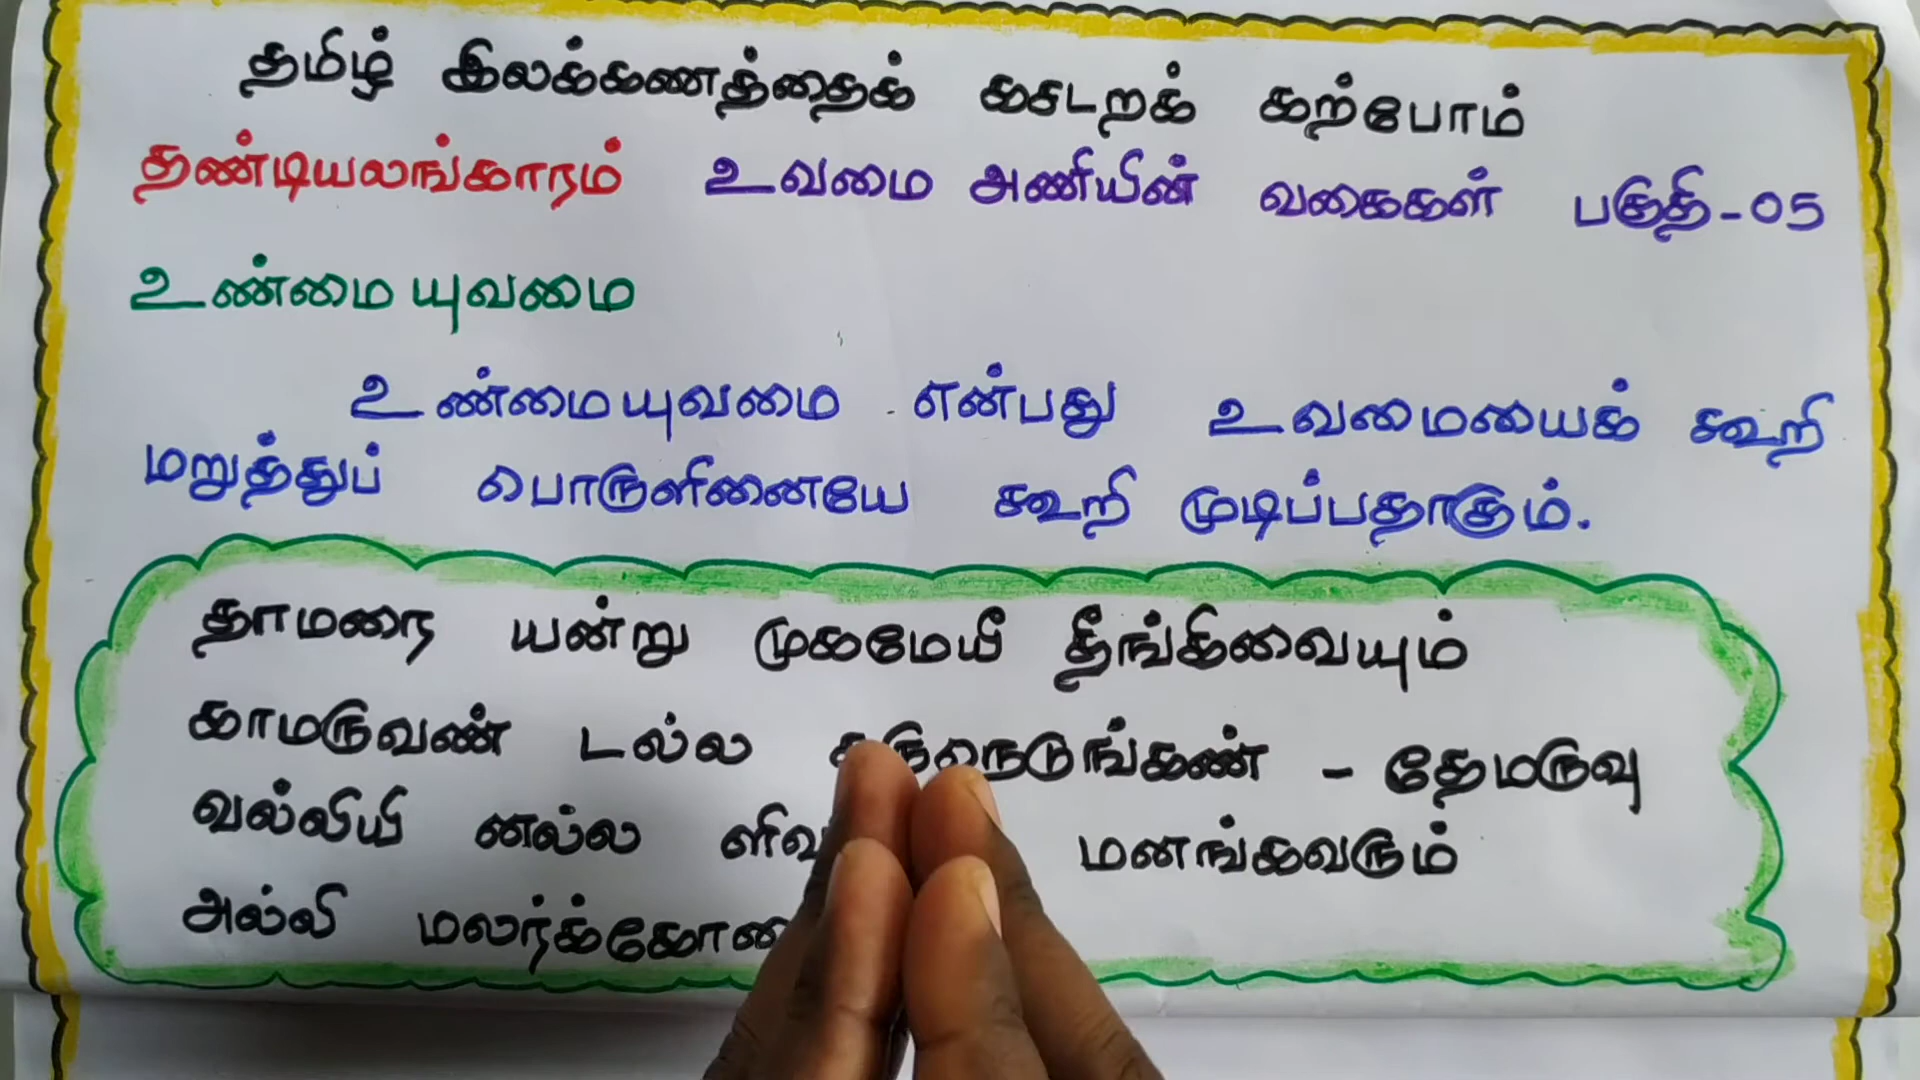 தமிழ் இலக்கணத்தைக் கசடறக் கற்போம்
தண்டியலங்காரம் உவமை அணியின் வகைகள் பகுதி-05
உண்மையுவமை
உண்மையுவமை என்பது உவமையைக் கூறி
மறுத்துப் பொருளினையே கூறி முடிப்பதாகும்.
தாமரை யன்று முகமேயீ தீங்கிவையும்
காமருவண் டல்ல கருநெடுங்கண் - தேமருவு
வல்லியி னல்ல மனங்கவரும்
அல்லி